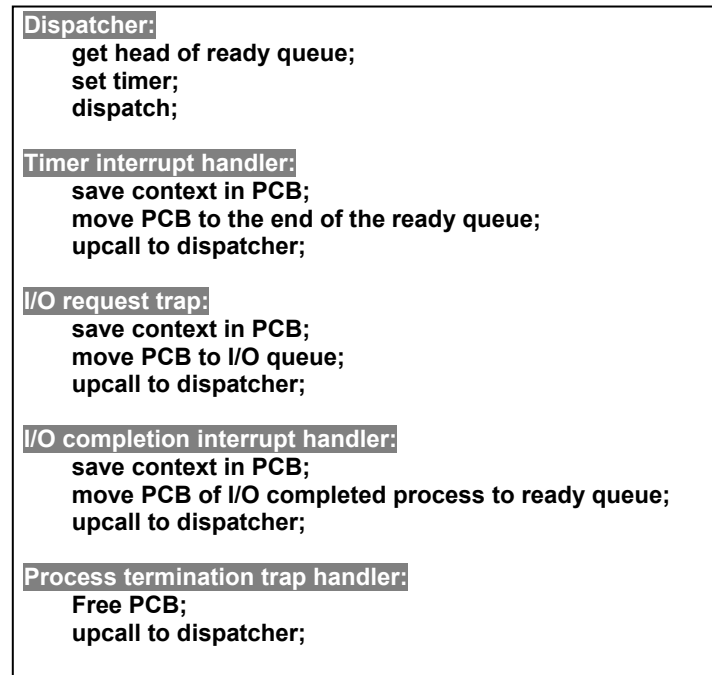 Dispatcher:
get head of ready queue;
set timer;
dispatch;
Timer interrupt handler:
save context in PCB;
move PCB to the end of the ready queue;
upcall to dispatcher;
I/O request trap:
save context in PCB;
move PCB to I/O queue;
upcall to dispatcher;
I/O completion interrupt handler:
save context in PCB;
move PCB of I/O completed process to ready queue;
upcall to dispatcher;
Process termination trap handler:
Free PCB;
upcall to dispatcher;